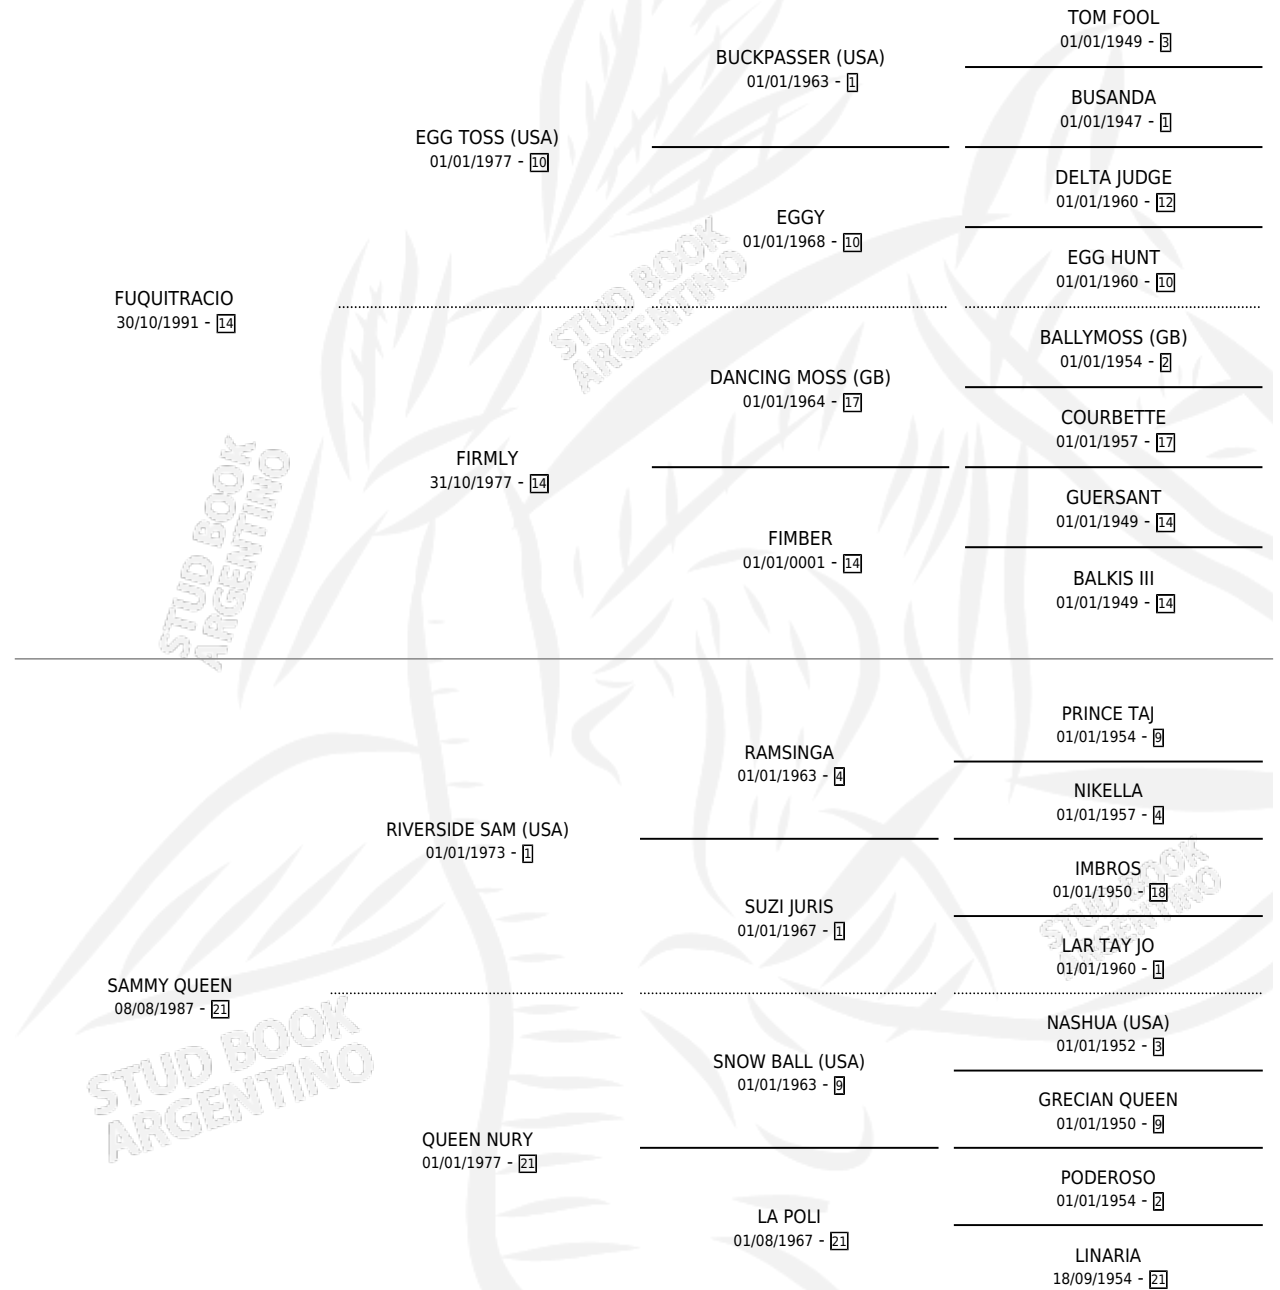 TOM FOOL
01/01/1949 - 3
BUCKPASSER (USA)
01/01/1963 - 1
BUSANDA
01/01/1947 - 1
EGG TOSS (USA)
01/01/1977 - 10
DELTA JUDGE
01/01/1960 - 12
EGGY
01/01/1968 - 10
EGG HUNT
01/01/1960 - 10
FUQUITRACIO
30/10/1991 - 14
STUD BOOK
ARGENTINO
BALLYMOSS (GB)
01/01/1954 - 2
DANCING MOSS (GB)
01/01/1964 - 17
COURBETTE
01/01/1957 - 17
FIRMLY
31/10/1977 - 14
GUERSANT
01/01/1949 - 14
FIMBER
01/01/0001 - 14
BALKIS III
01/01/1949 - 14
STUD BOOK
ARGENTINO
PRINCE TAJ
01/01/1954 - 9
RAMSINGA
01/01/1963 - 4
NIKELLA
01/01/1957 - 4
RIVERSIDE SAM (USA)
01/01/1973 - 1
IMBROS
01/01/1950 - 18
SUZI JURIS
01/01/1967 - 1
LAR TAY JO
01/01/1960 - 1
STUD BOOK
ARGENTINO
SAMMY QUEEN
08/08/1987 - 21
STUD BOOK
ARGENTINO
NASHUA (USA)
01/01/1952 - 3
SNOW BALL (USA)
01/01/1963 - 9
GRECIAN QUEEN
01/01/1950 - 9
QUEEN NURY
01/01/1977 - 21
PODEROSO
01/01/1954 - 2
LA POLI
01/08/1967 - 21
LINARIA
18/09/1954 - 21